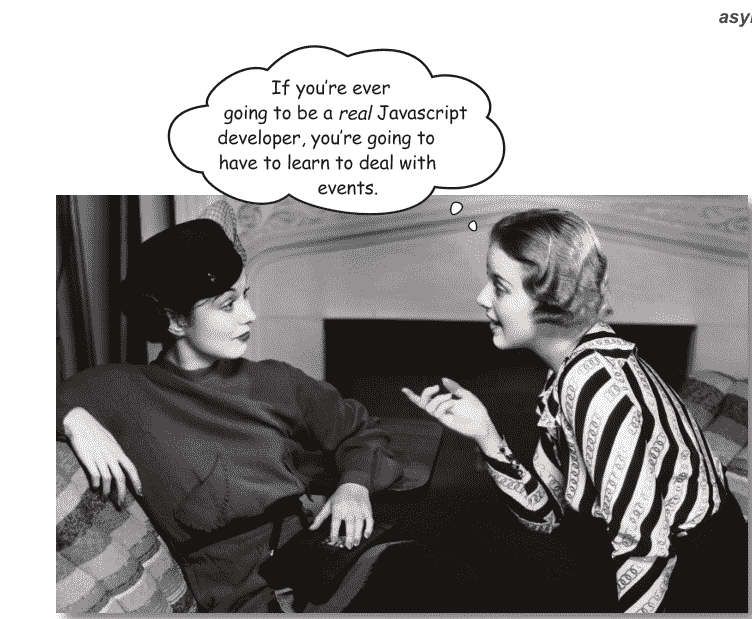 If you're ever
going to be a real Javascript
developer, you're going to
have to learn to deal with
events.